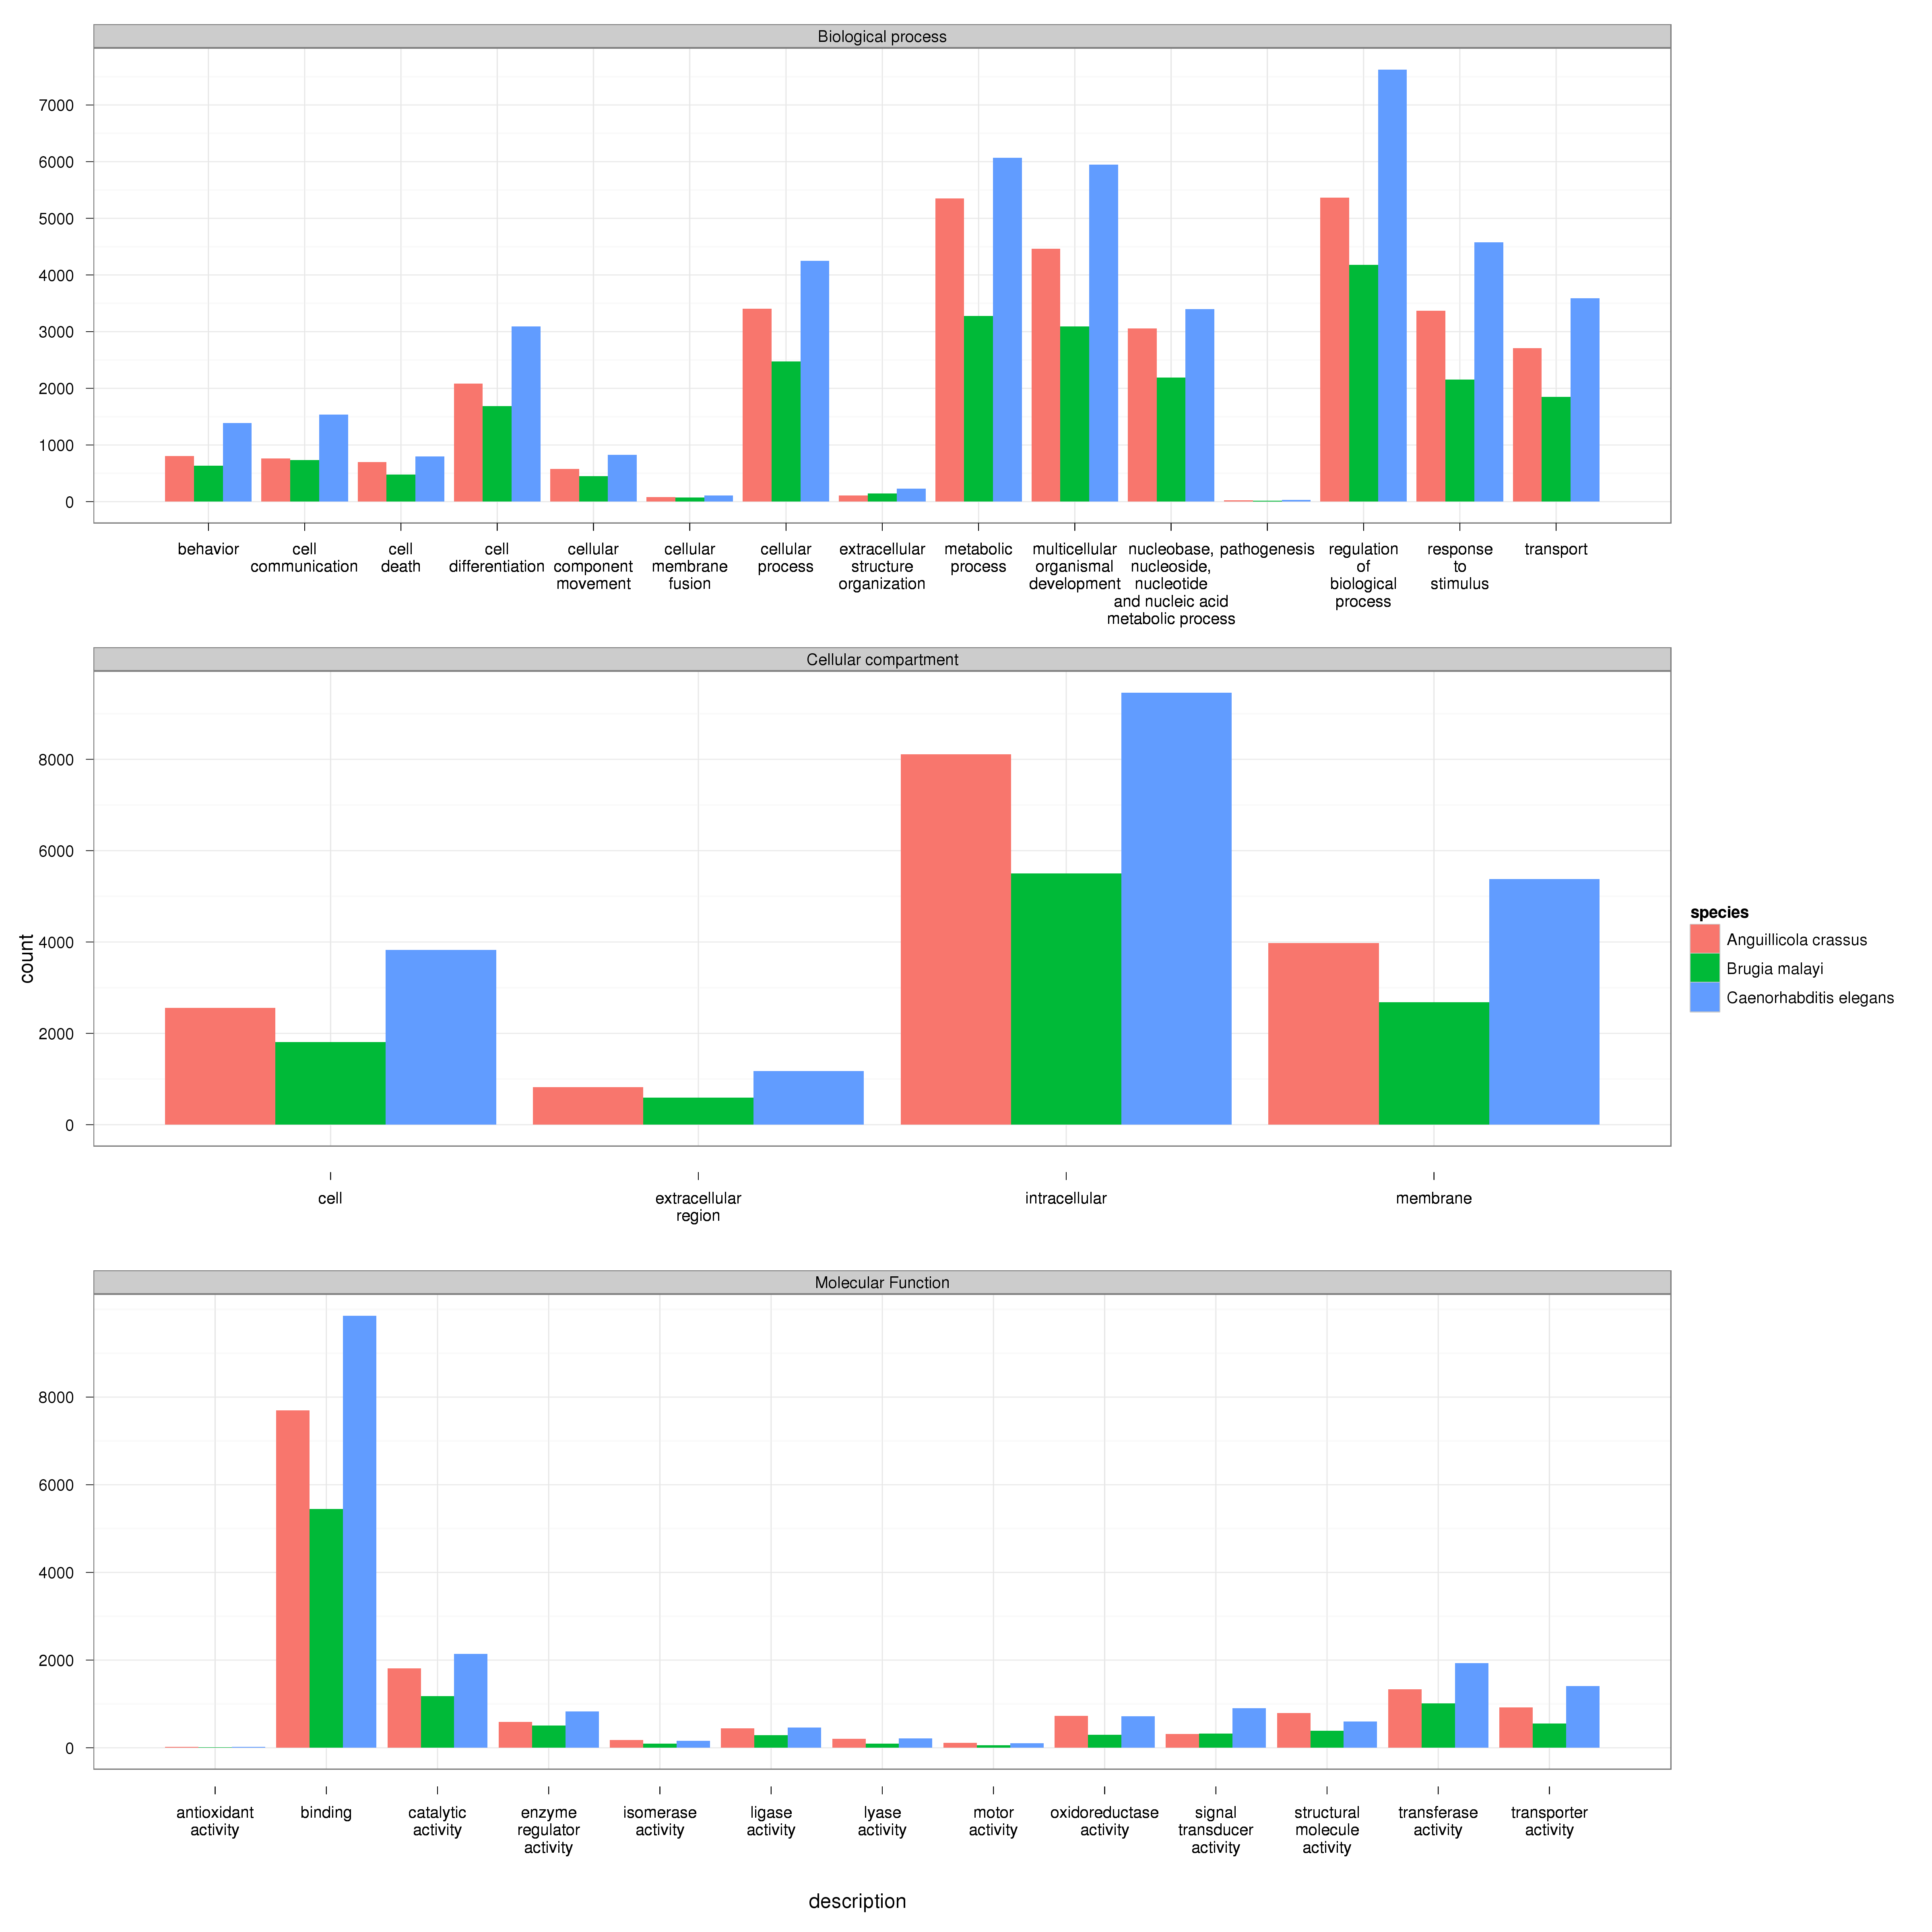 Biological process
7000
6000
5000
4000
3000
2000
1000
0
behavior
cell
communication
cell
death
cell
differentiation
cellular
component
movement
cellular
membrane
fusion
cellular
process
extracellular
structure
organization
metabolic
process
multicellular
organismal
development
nucleobase,
nucleoside,
nucleotide
and nucleic acid
metabolic process
pathogenesis
regulation
of
biological
process
response
to
stimulus
transport
Cellular compartment
8000
6000
4000
2000
0
count
cell
extracellular
region
intracellular
membrane
species
Anguillicola crassus
Brugia malayi
Caenorhabditis elegans
Molecular Function
8000
6000
4000
2000
0
antioxidant
activity
binding
catalytic
activity
enzyme
regulator
activity
isomerase
activity
ligase
activity
lyase
activity
motor
activity
oxidoreductase
activity
signal
transducer
activity
structural
molecule
activity
transferase
activity
transporter
activity
description